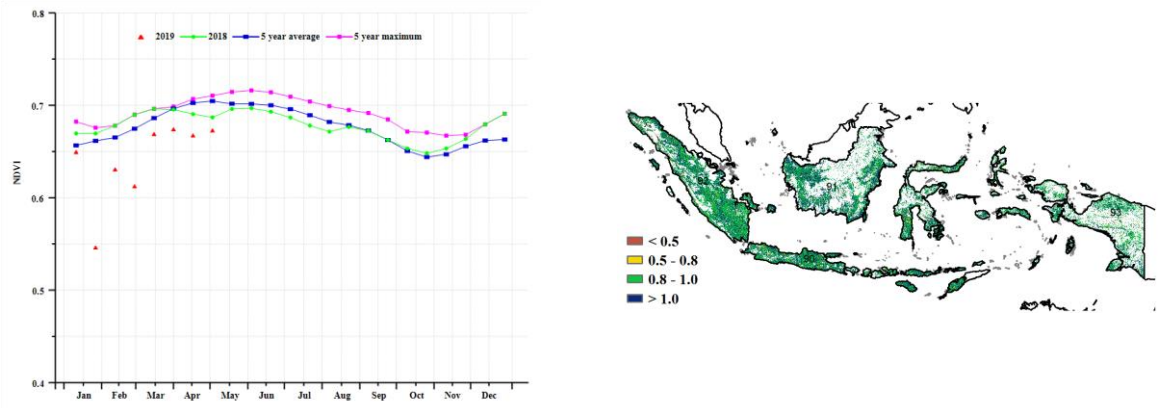 0.8
2019 2018 5 year average 5 year maximum
0.7
NDVI
0.6
0.5
0.4
Jan Feb Mar Apr May Jun Jul Aug Sep Oct Nov Dec
92
91
93
90
< 0.5
0.5 - 0.8
0.8 - 1.0
> 1.0